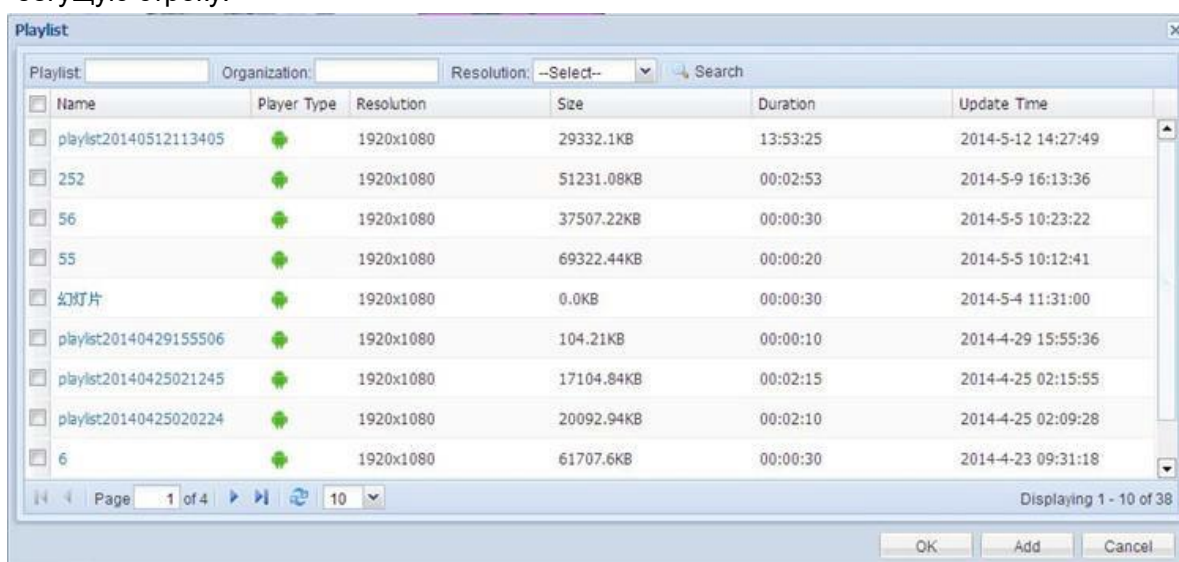 бегущую строку.
Playlist
Playlist: Organization: Resolution: --Select-- Search
Name Player Type Resolution Size Duration Update Time
playlist20140512113405 1920x1080 29332.1KB 13:53:25 2014-5-12 14:27:49
252 1920x1080 51231.08KB 00:02:53 2014-5-9 16:13:36
56 1920x1080 37507.22KB 00:00:30 2014-5-5 10:23:22
55 1920x1080 69322.44KB 00:00:20 2014-5-5 10:12:41
幻灯片 1920x1080 0.0KB 00:00:30 2014-5-4 11:31:00
playlist20140429155506 1920x1080 104.21KB 00:00:10 2014-4-29 15:55:36
playlist20140425021245 1920x1080 17104.84KB 00:02:15 2014-4-25 02:15:55
playlist20140425020224 1920x1080 20092.94KB 00:02:10 2014-4-25 02:09:28
6 1920x1080 61707.6KB 00:00:30 2014-4-23 09:31:18
Page 1 of 4 10 Displaying 1 - 10 of 38
OK Add Cancel